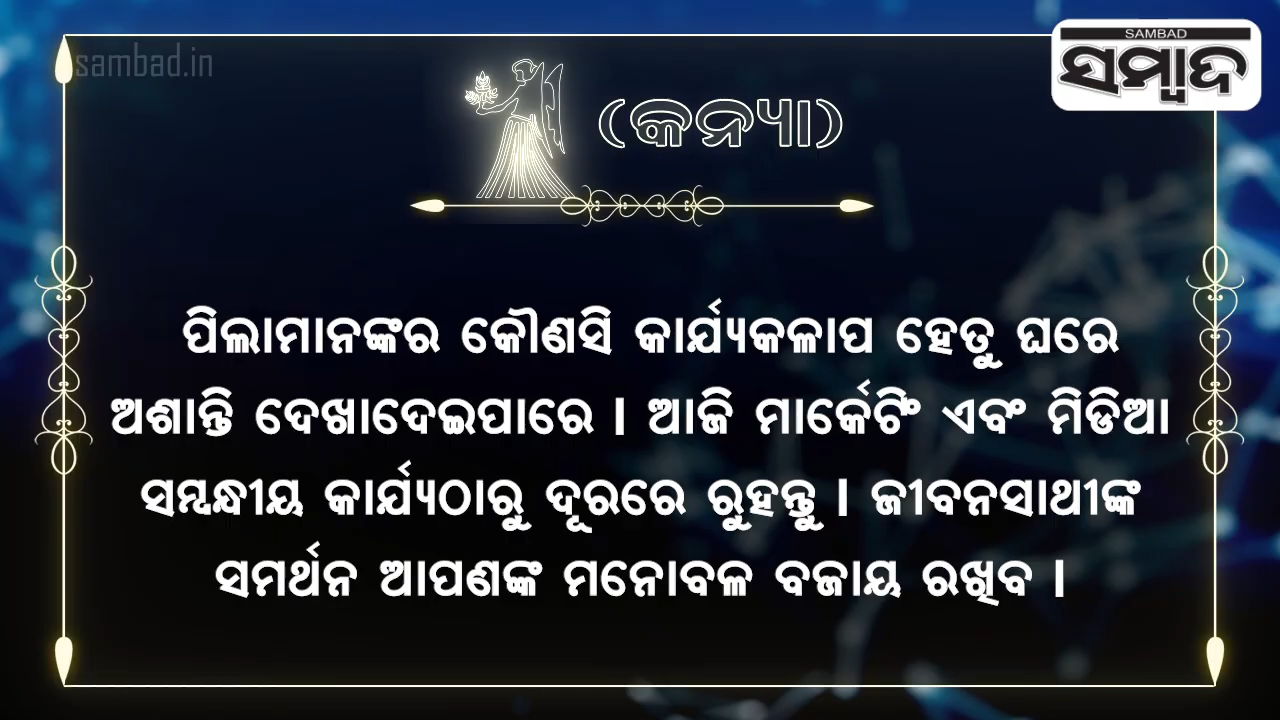 sambad.in
SAMBAD
ସମ୍ବାଦ
(କନ୍ୟା)
ପିଲାମାନଙ୍କର କୌଣସି କାର୍ଯ୍ୟକଳାପ ହେତୁ ଘରେ
ଅଶାନ୍ତି ଦେଖାଦେଇପାରେ । ଆଜି ମାର୍କେଟିଂ ଏବଂ ମିଡିଆ
ସମ୍ବନ୍ଧୀୟ କାର୍ଯ୍ୟଠାରୁ ଦୂରରେ ରୁହନ୍ତୁ । ଜୀବନସାଥୀଙ୍କ
ସମର୍ଥନ ଆପଣଙ୍କ ମନୋବଳ ବଜାୟ ରଖିବ ।